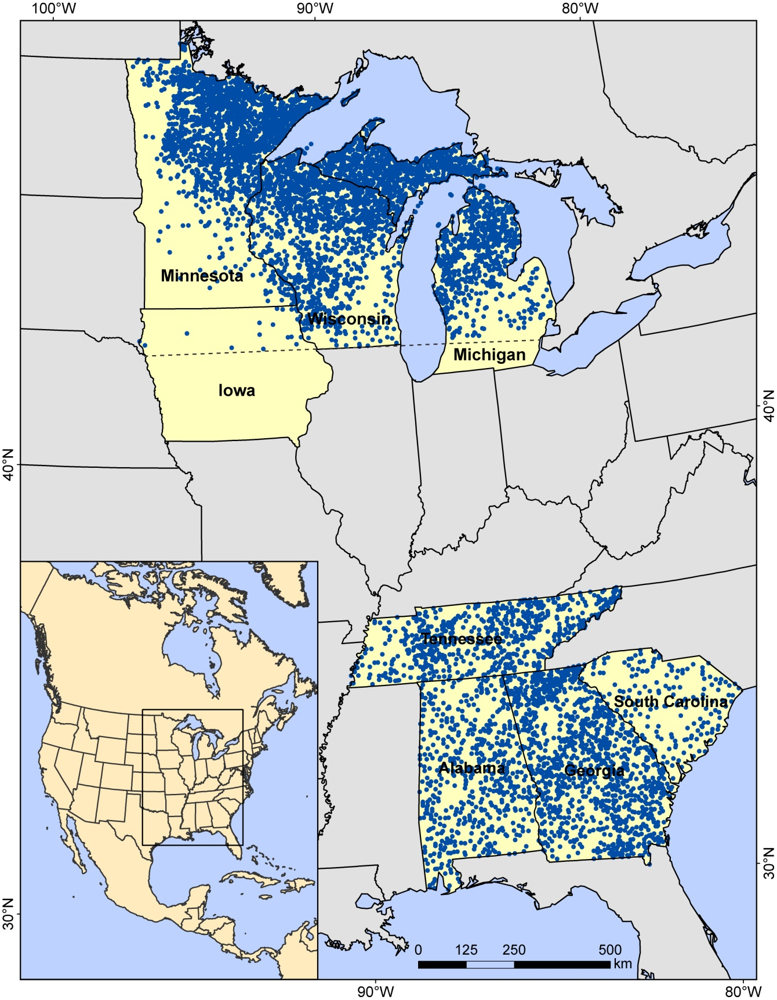 100°W 90°W 80°W
Minnesota
Wisconsin
Michigan
Iowa
40°N
40°N
Tennessee
South Carolina
Alabama
Georgia
30°N
30°N
0 125 250 500
km
90°W 80°W